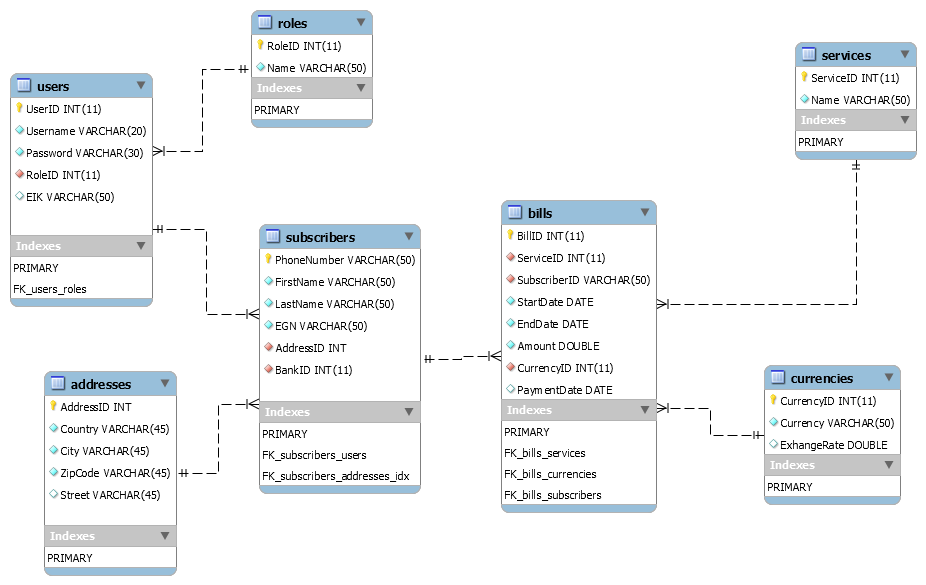 roles
RoleID INT(11)
Name VARCHAR(50)
Indexes
PRIMARY
users
UserID INT(11)
Username VARCHAR(20)
Password VARCHAR(30)
RoleID INT(11)
EIK VARCHAR(50)
Indexes
PRIMARY
FK_users_roles
subscribers
PhoneNumber VARCHAR(50)
FirstName VARCHAR(50)
LastName VARCHAR(50)
EGN VARCHAR(50)
AddressID INT
BankID INT(11)
Indexes
PRIMARY
FK_subscribers_users
FK_subscribers_addresses_idx
addresses
AddressID INT
Country VARCHAR(45)
City VARCHAR(45)
ZipCode VARCHAR(45)
Street VARCHAR(45)
Indexes
PRIMARY
bills
BillID INT(11)
ServiceID INT(11)
SubscriberID VARCHAR(50)
StartDate DATE
EndDate DATE
Amount DOUBLE
CurrencyID INT(11)
PaymentDate DATE
Indexes
PRIMARY
FK_bills_services
FK_bills_currencies
FK_bills_subscribers
services
ServiceID INT(11)
Name VARCHAR(50)
Indexes
PRIMARY
currencies
CurrencyID INT(11)
Currency VARCHAR(50)
ExhangeRate DOUBLE
Indexes
PRIMARY